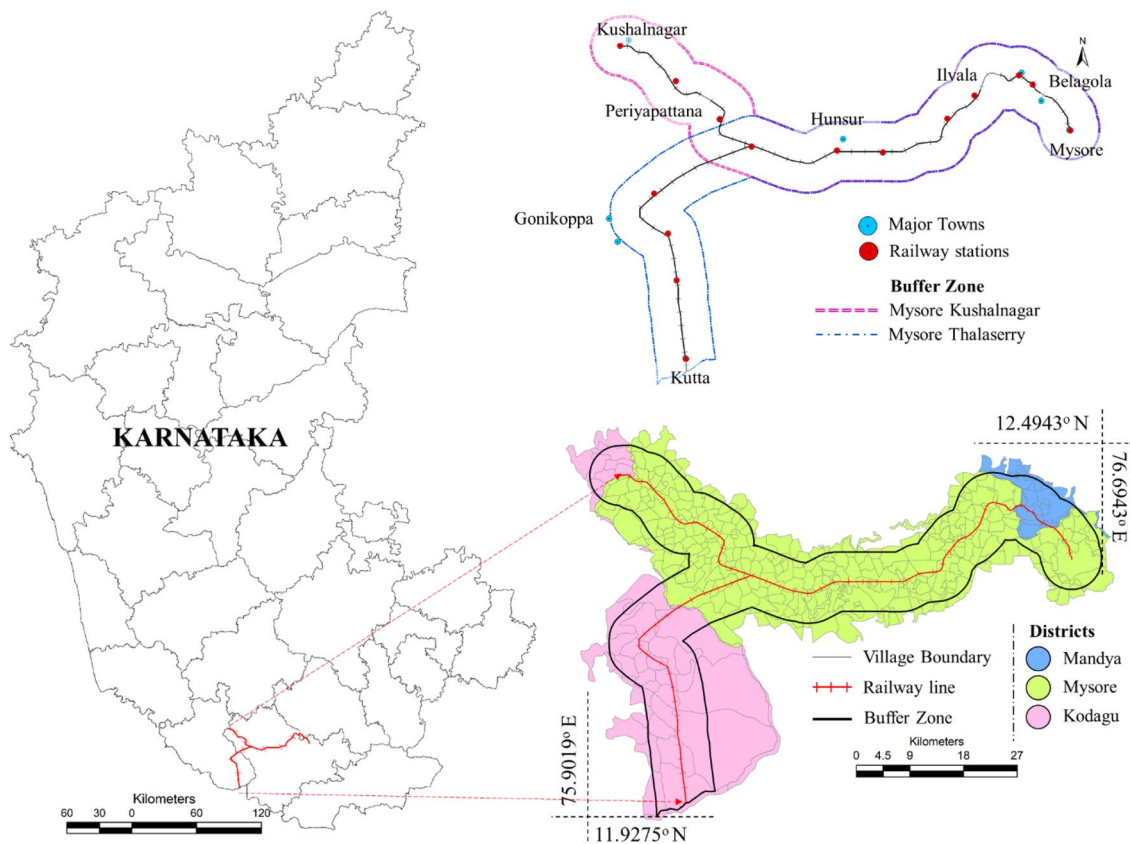 KARNATAKA
Kilometers
60 30 0 60 120
Kushalnagar
Periyapattana
Hunsur
Ilvala
Belagola
N
Mysore
Gonikoppa
Kutta
Major Towns
Railway stations
Buffer Zone
Mysore Kushalnagar
Mysore Thalaserry
12.4943° N
76.6943° E
75.9019° E
11.9275° N
Village Boundary
Railway line
Buffer Zone
Districts
Mandya
Mysore
Kodagu
Kilometers
0 4.5 9 18 27